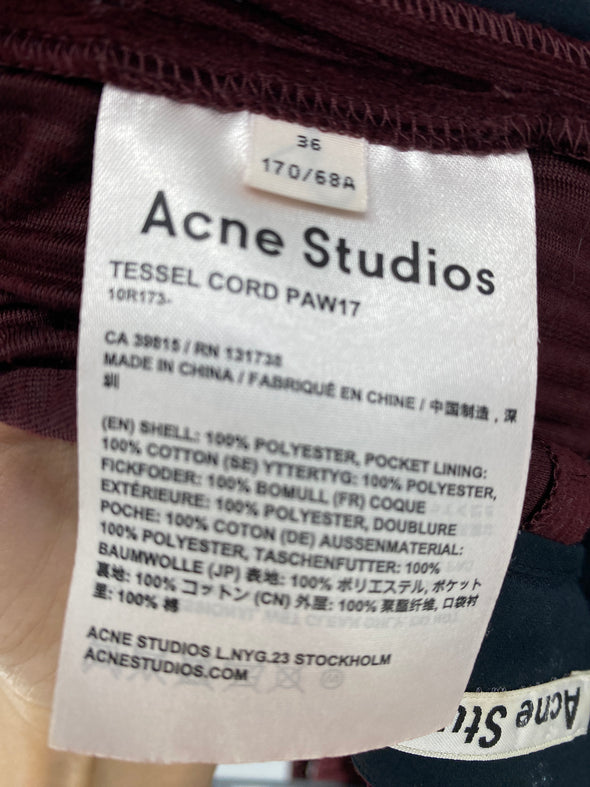 36
170/68A
Acne Studios
TESSEL CORD PAW17
10R173-
CA 39815 / RN 131738
MADE IN CHINA / FABRIQUÉ EN CHINE / 中国制造，深
圳
(EN) SHELL: 100% POLYESTER, POCKET LINING:
100% COTTON (SE) YTTERTYG: 100% POLYESTER,
FICKFODER: 100% BOMULL (FR) COQUE
EXTÉRIEURE: 100% POLYESTER, DOUBLURE
POCHE: 100% COTON (DE) AUSSENMATERIAL:
100% POLYESTER, TASCHENFUTTER: 100%
BAUMWOLLE (JP) 表地: 100% ポリエステル, ポケット
裏地: 100% コットン (CN) 外层: 100% 聚酯纤维, 口袋衬
里: 100% 棉
ACNE STUDIOS L.NYG.23 STOCKHOLM
ACNESTUDIOS.COM
Acne Stu